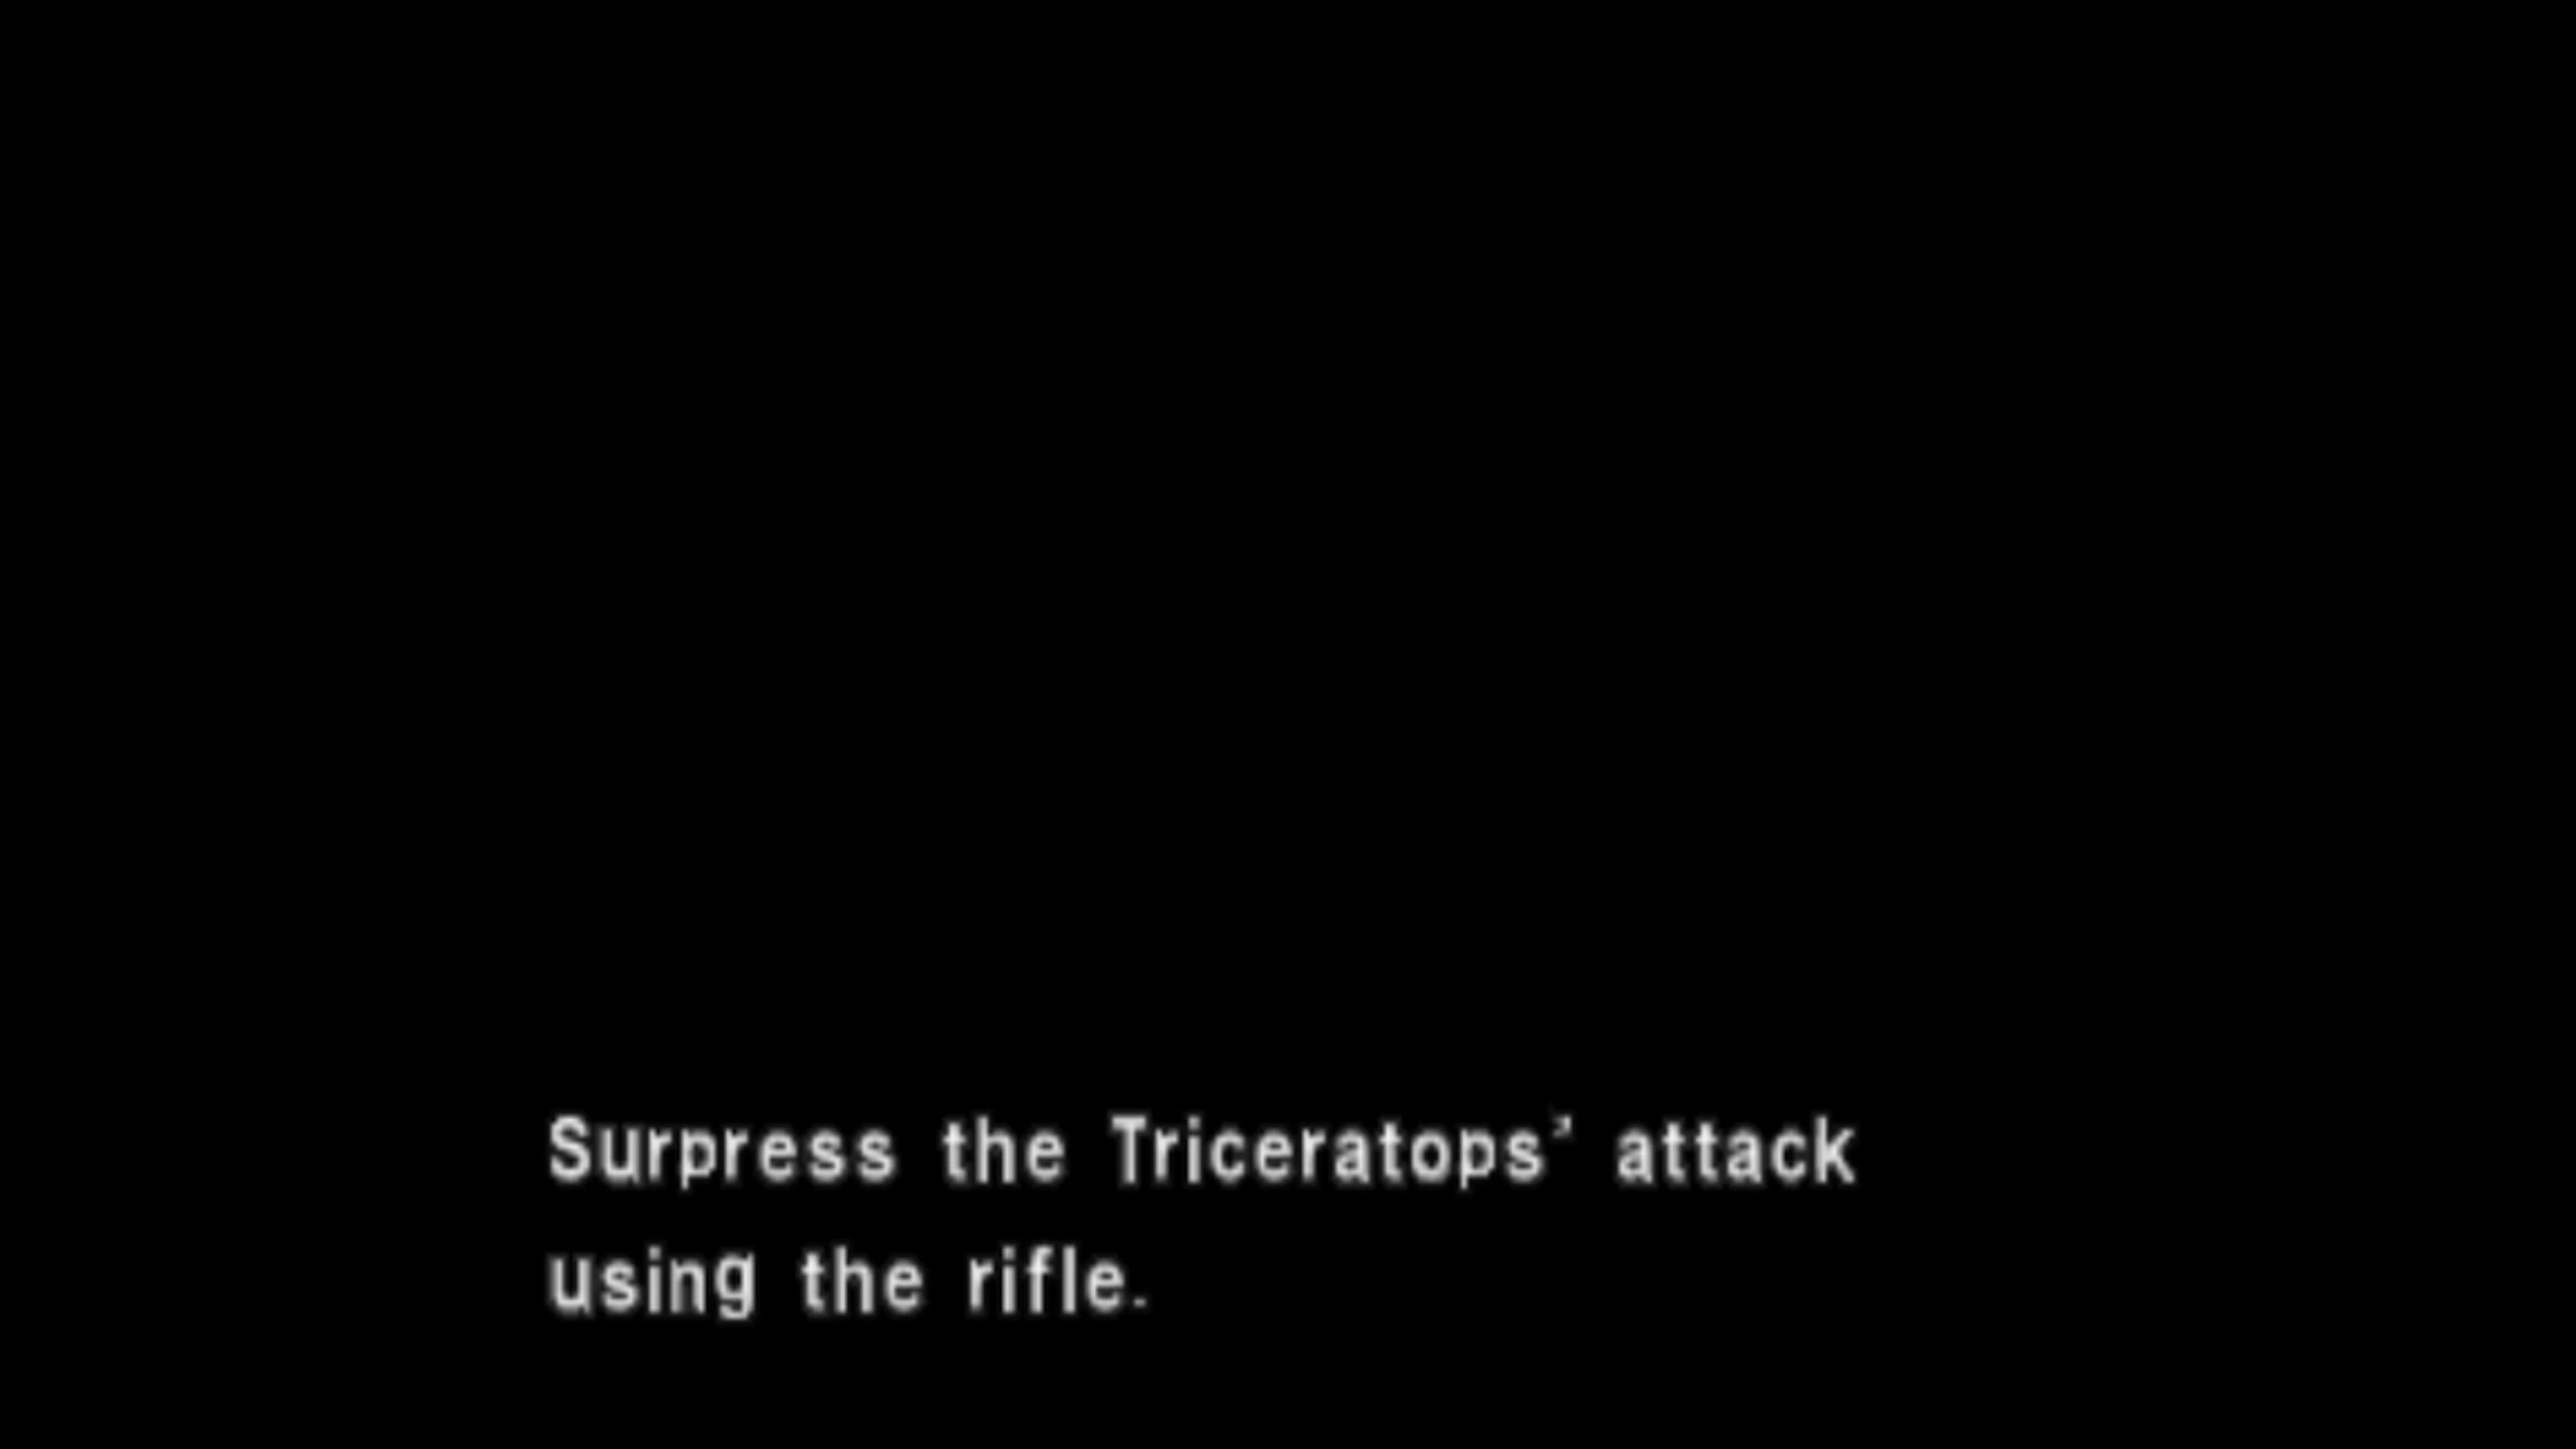 Surpress the Triceratops’ attack
using the rifle.